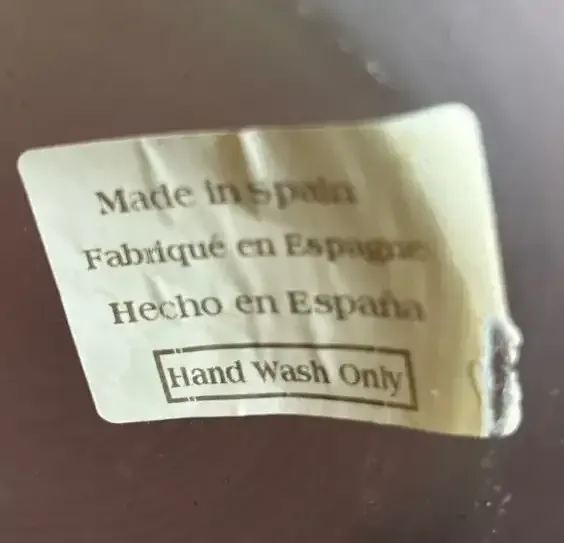 Made in Spain
Fabriqué en Espagne
Hecho en España
Hand Wash Only